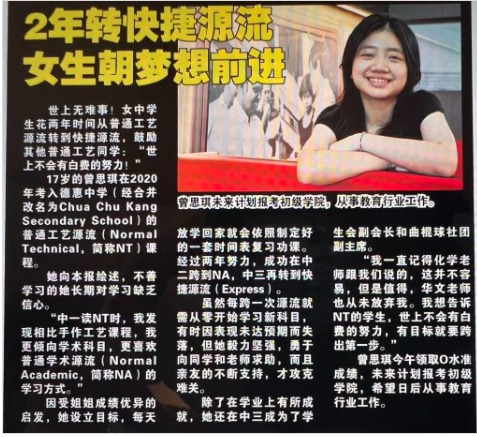 2年转快捷源流
女生朝梦想前进
曾思琪未来计划报考初级学院，从事教育行业工作。
世上无难事！女中学
生花两年时间从普通工艺
源流转到快捷源流，鼓励
其他普通工艺同学：“世
上不会有白费的努力！”
17岁的曾思琪在2020
年考入德惠中学（经合并
改名为Chua Chu Kang
Secondary School）的
普通工艺源流（Normal
Technical，简称NT）课
程。
她向本报绘述，不善
学习的她长期对学习缺乏
信心。
“中一读NT时，我发
现相比手作工艺课程，我
更倾向学术科目，更喜欢
普通学术源流（Normal
Academic，简称NA）的
学习方式。”
因受姐姐成绩优异的
启发，她设立目标，每天
放学回家就会依照制定好
的一套时间表复习功课。
经过两年努力，成功在中
二跨到NA，中三再转到快
捷源流（Express）。
虽然每跨一次源流就
需从零开始学习新科目，
有时因表现未达预期而失
落，但她毅力坚强，勇于
向同学和老师求助，而且
亲友的不断支持，才攻克
难关。
除了在学业上有所成
就，她还在中三成为了学
生会副会长和曲棍球社团
副主席。
“我一直记得化学老
师跟我们说的，这并不容
易，但是值得，华文老师
也从未放弃我。我想告诉
NT的学生，世上不会有白
费的努力，有目标就要跨
出第一步。”
曾思琪今午领取O水准
成绩，未来计划报考初级
学院，希望日后从事教育
行业工作。